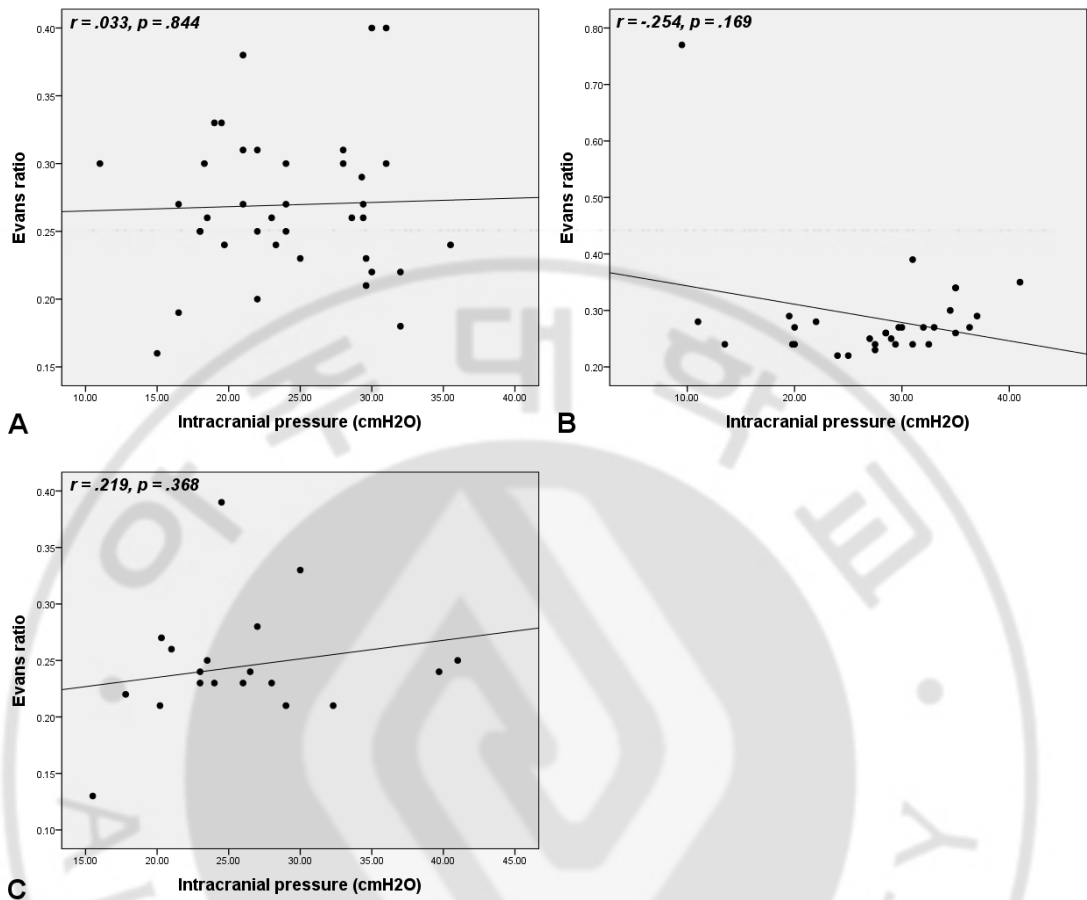 r = .033, p = .844
0.40
0.35
0.30
0.25
0.20
0.15
Evans ratio
10.00 15.00 20.00 25.00 30.00 35.00 40.00
Intracranial pressure (cmH2O)
A
r = -.254, p = .169
0.80
0.70
0.60
0.50
0.40
0.30
0.20
Evans ratio
10.00 20.00 30.00 40.00
Intracranial pressure (cmH2O)
B
r = .219, p = .368
0.40
0.35
0.30
0.25
0.20
0.15
0.10
Evans ratio
15.00 20.00 25.00 30.00 35.00 40.00 45.00
Intracranial pressure (cmH2O)
C
아주대학교